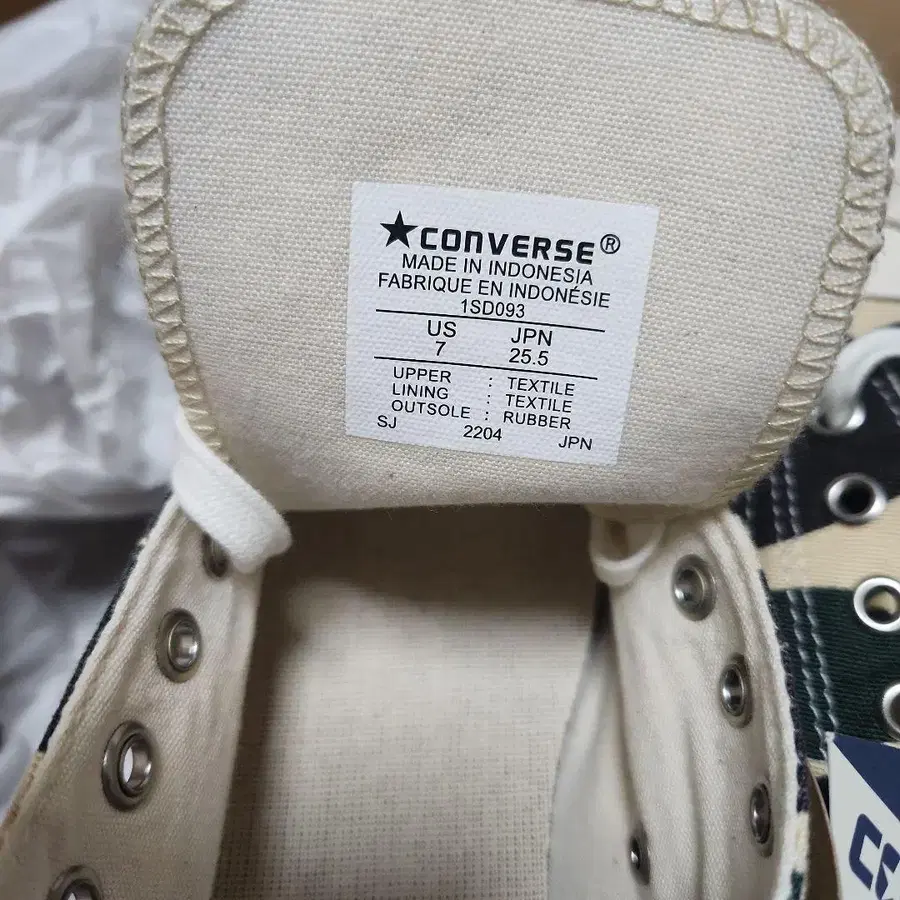 ★CONVERSE®
MADE IN INDONESIA
FABRIQUE EN INDONÉSIE
1SD093
US JPN
7 25.5
UPPER : TEXTILE
LINING : TEXTILE
OUTSOLE : RUBBER
SJ 2204 JPN